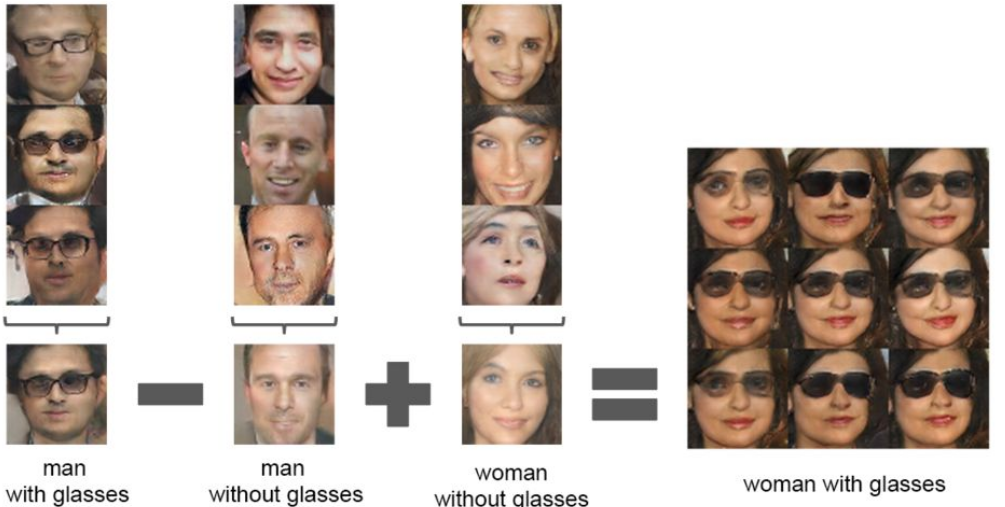 man
with glasses
man
without glasses
woman
without glasses
woman with glasses